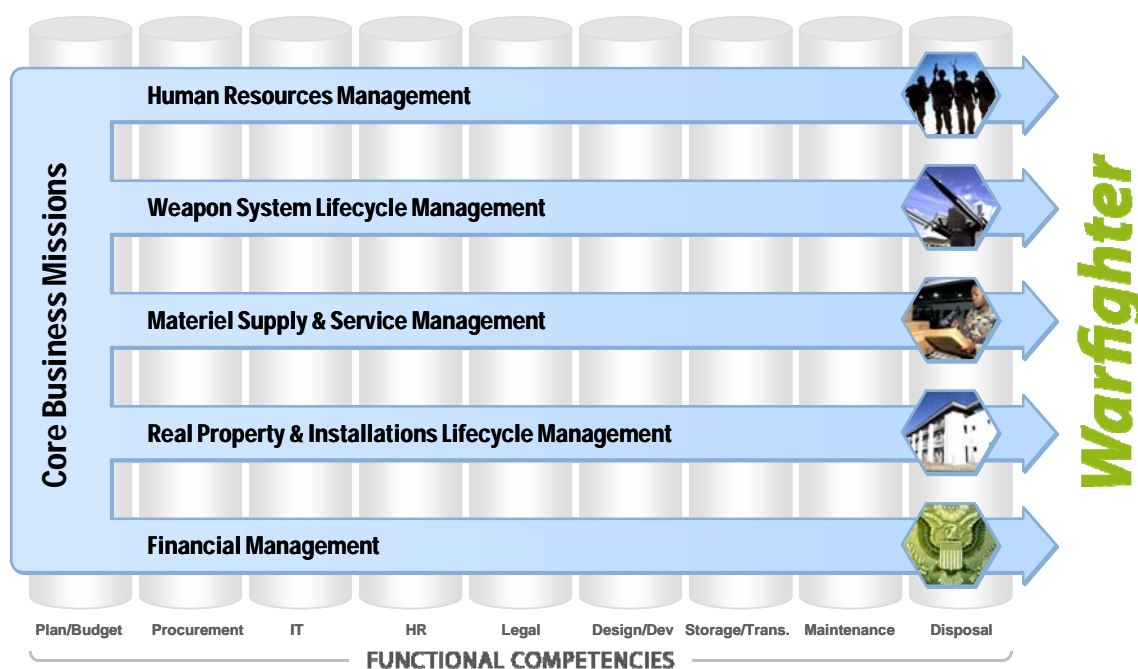 Core Business Missions
Human Resources Management
Weapon System Lifecycle Management
Materiel Supply & Service Management
Real Property & Installations Lifecycle Management
Financial Management
Warfighter
Plan/Budget Procurement IT HR Legal Design/Dev Storage/Trans. Maintenance Disposal
FUNCTIONAL COMPETENCIES